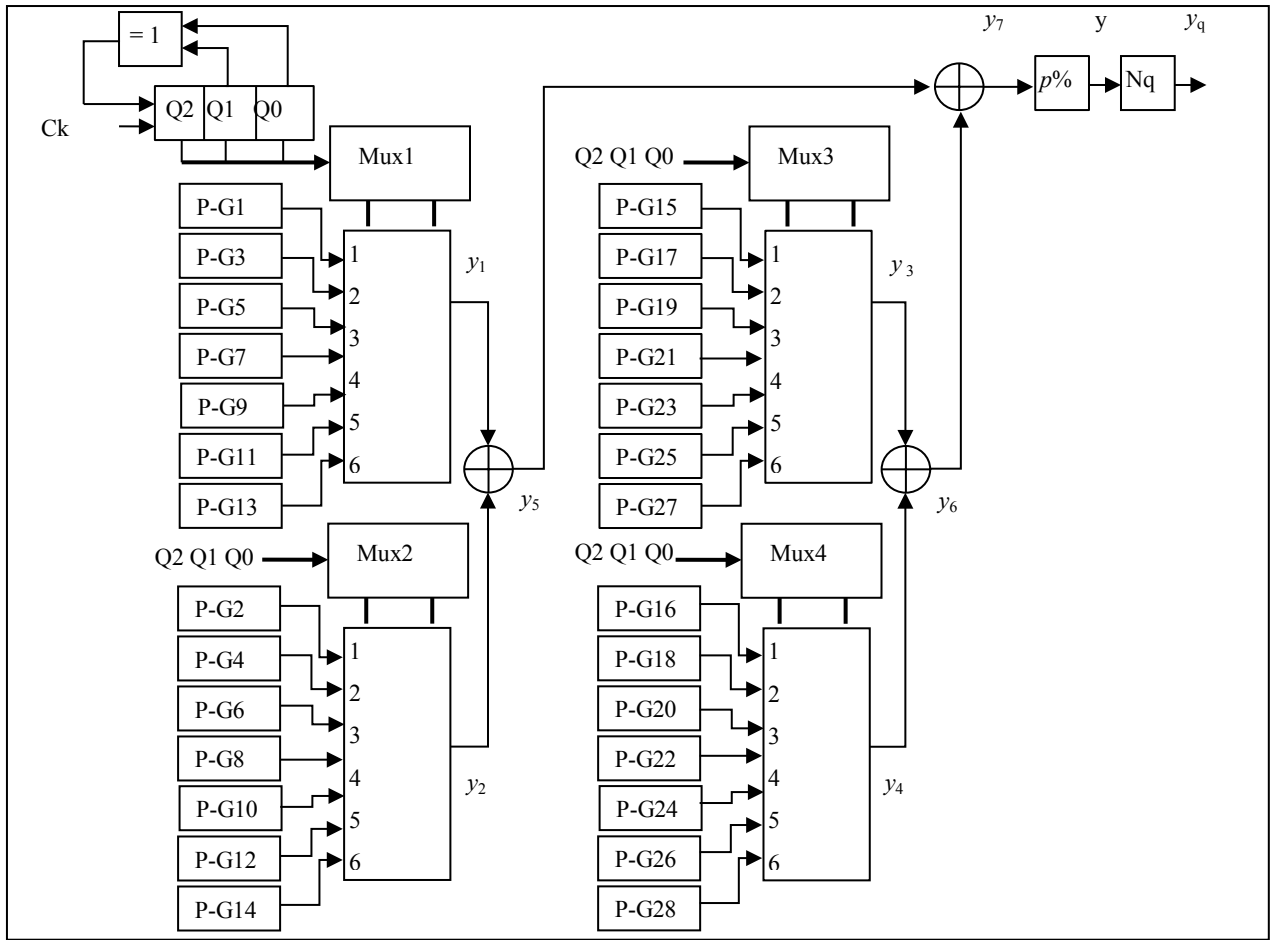 y7 y yq
= 1
p% Nq
Q2 Q1 Q0
Ck
Mux1
P-G1
P-G3
P-G5
P-G7
P-G9
P-G11
P-G13
1
2
3
4
5
6
y1
y5
Q2 Q1 Q0 Mux2
P-G2
P-G4
P-G6
P-G8
P-G10
P-G12
P-G14
1
2
3
4
5
6
y2
Q2 Q1 Q0 Mux3
P-G15
P-G17
P-G19
P-G21
P-G23
P-G25
P-G27
1
2
3
4
5
6
y3
y6
Q2 Q1 Q0 Mux4
P-G16
P-G18
P-G20
P-G22
P-G24
P-G26
P-G28
1
2
3
4
5
6
y4